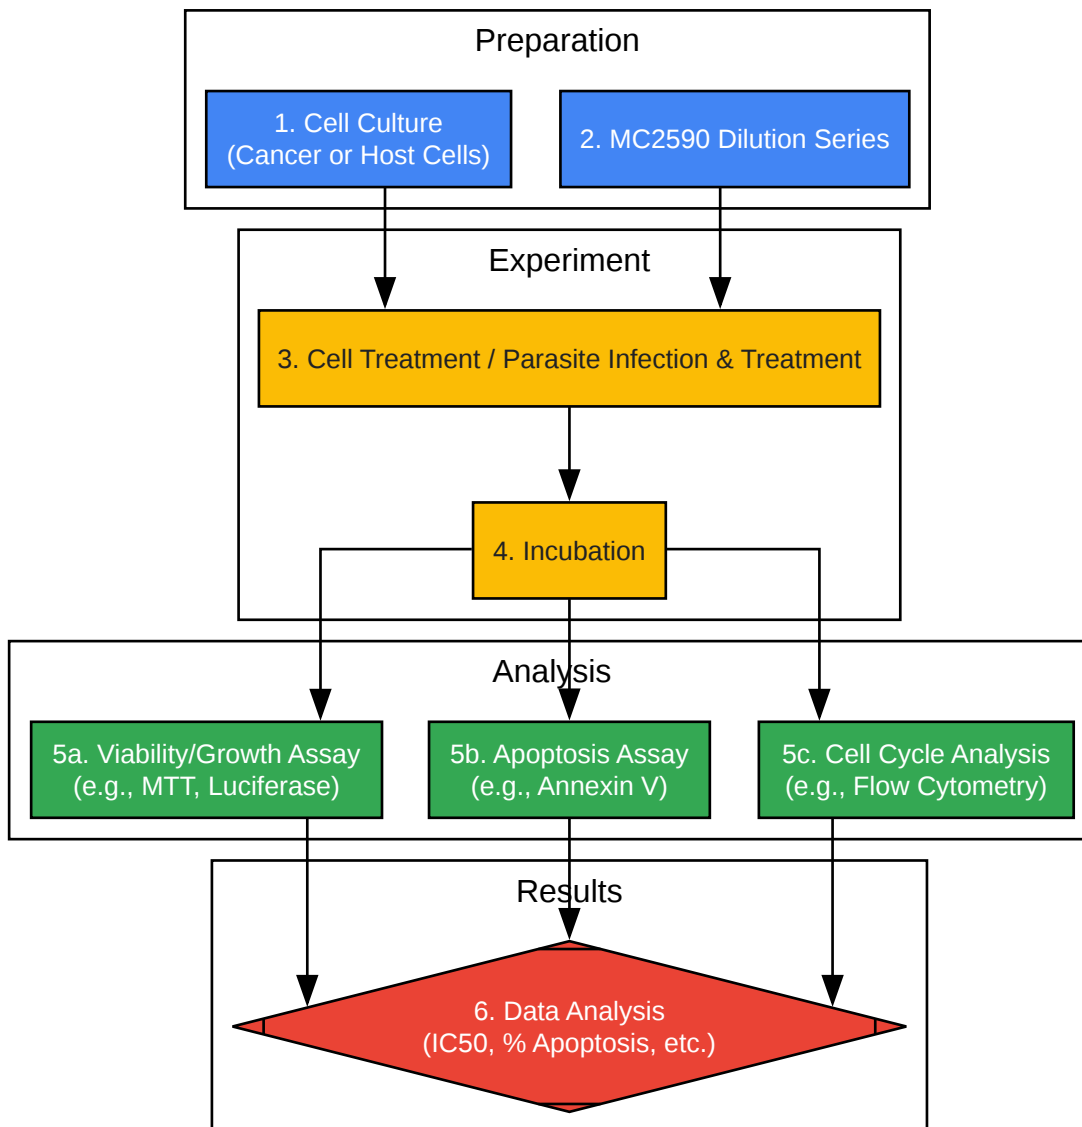 Preparation
1. Cell Culture
(Cancer or Host Cells)
2. MC2590 Dilution Series
Experiment
3. Cell Treatment / Parasite Infection & Treatment
4. Incubation
Analysis
5a. Viability/Growth Assay
(e.g., MTT, Luciferase)
5b. Apoptosis Assay
(e.g., Annexin V)
5c. Cell Cycle Analysis
(e.g., Flow Cytometry)
Results
6. Data Analysis
(IC50, % Apoptosis, etc.)